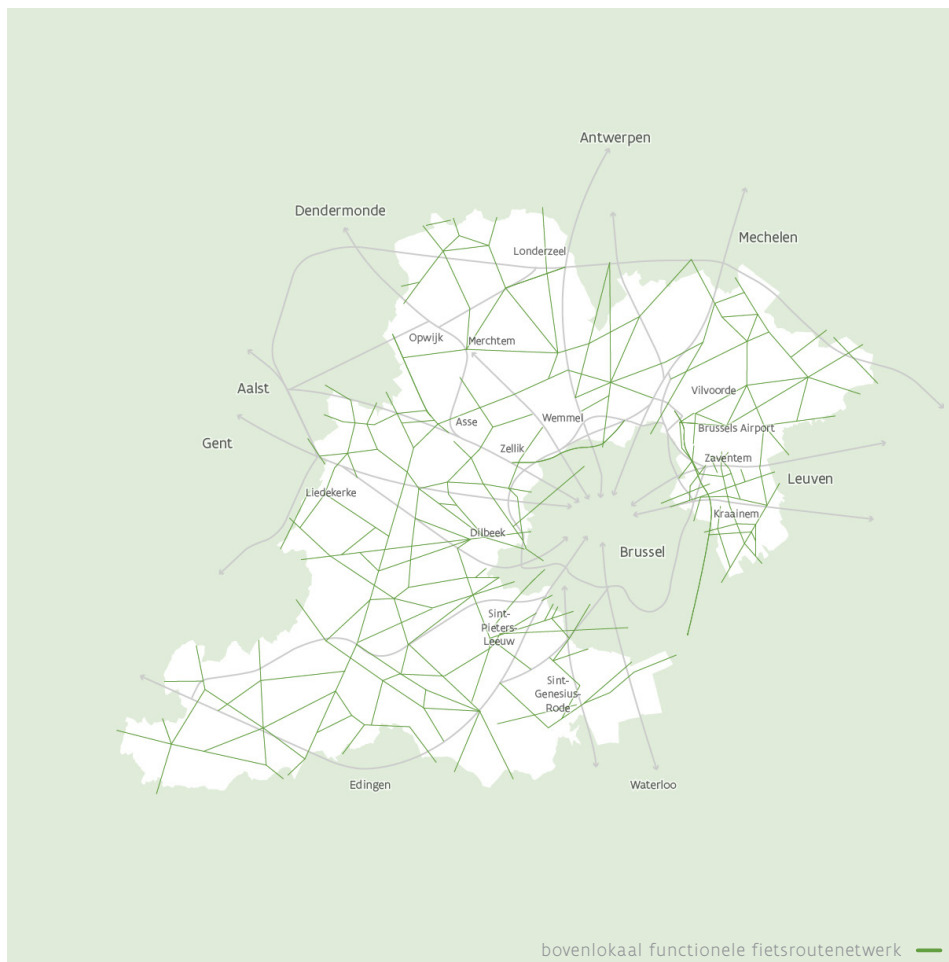 Antwerpen
Dendermonde
Mechelen
Londerzeel
Opwijk
Merchtem
Aalst
Vilvoorde
Asse
Wemmel
Brussels Airport
Gent
Zellik
Zaventem
Leuven
Liedekerke
Kraainem
Dilbeek
Brussel
Sint-
Pieters-
Leeuw
Sint-
Genesius-
Rode
Edingen
Waterloo
bovenlokaal functionele fietsroutenetwerk